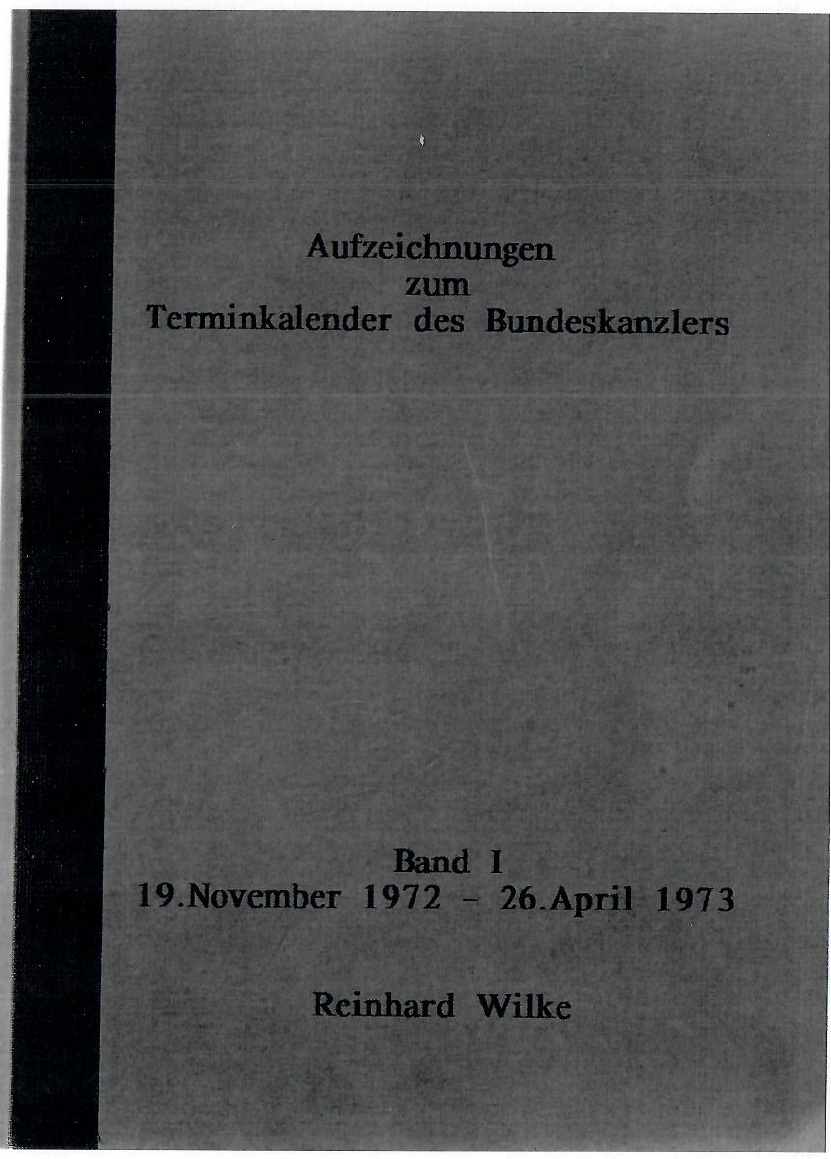 Aufzeichnungen
zum
Terminkalender des Bundeskanzlers
Band I
19.November 1972 - 26.April 1973
Reinhard Wilke